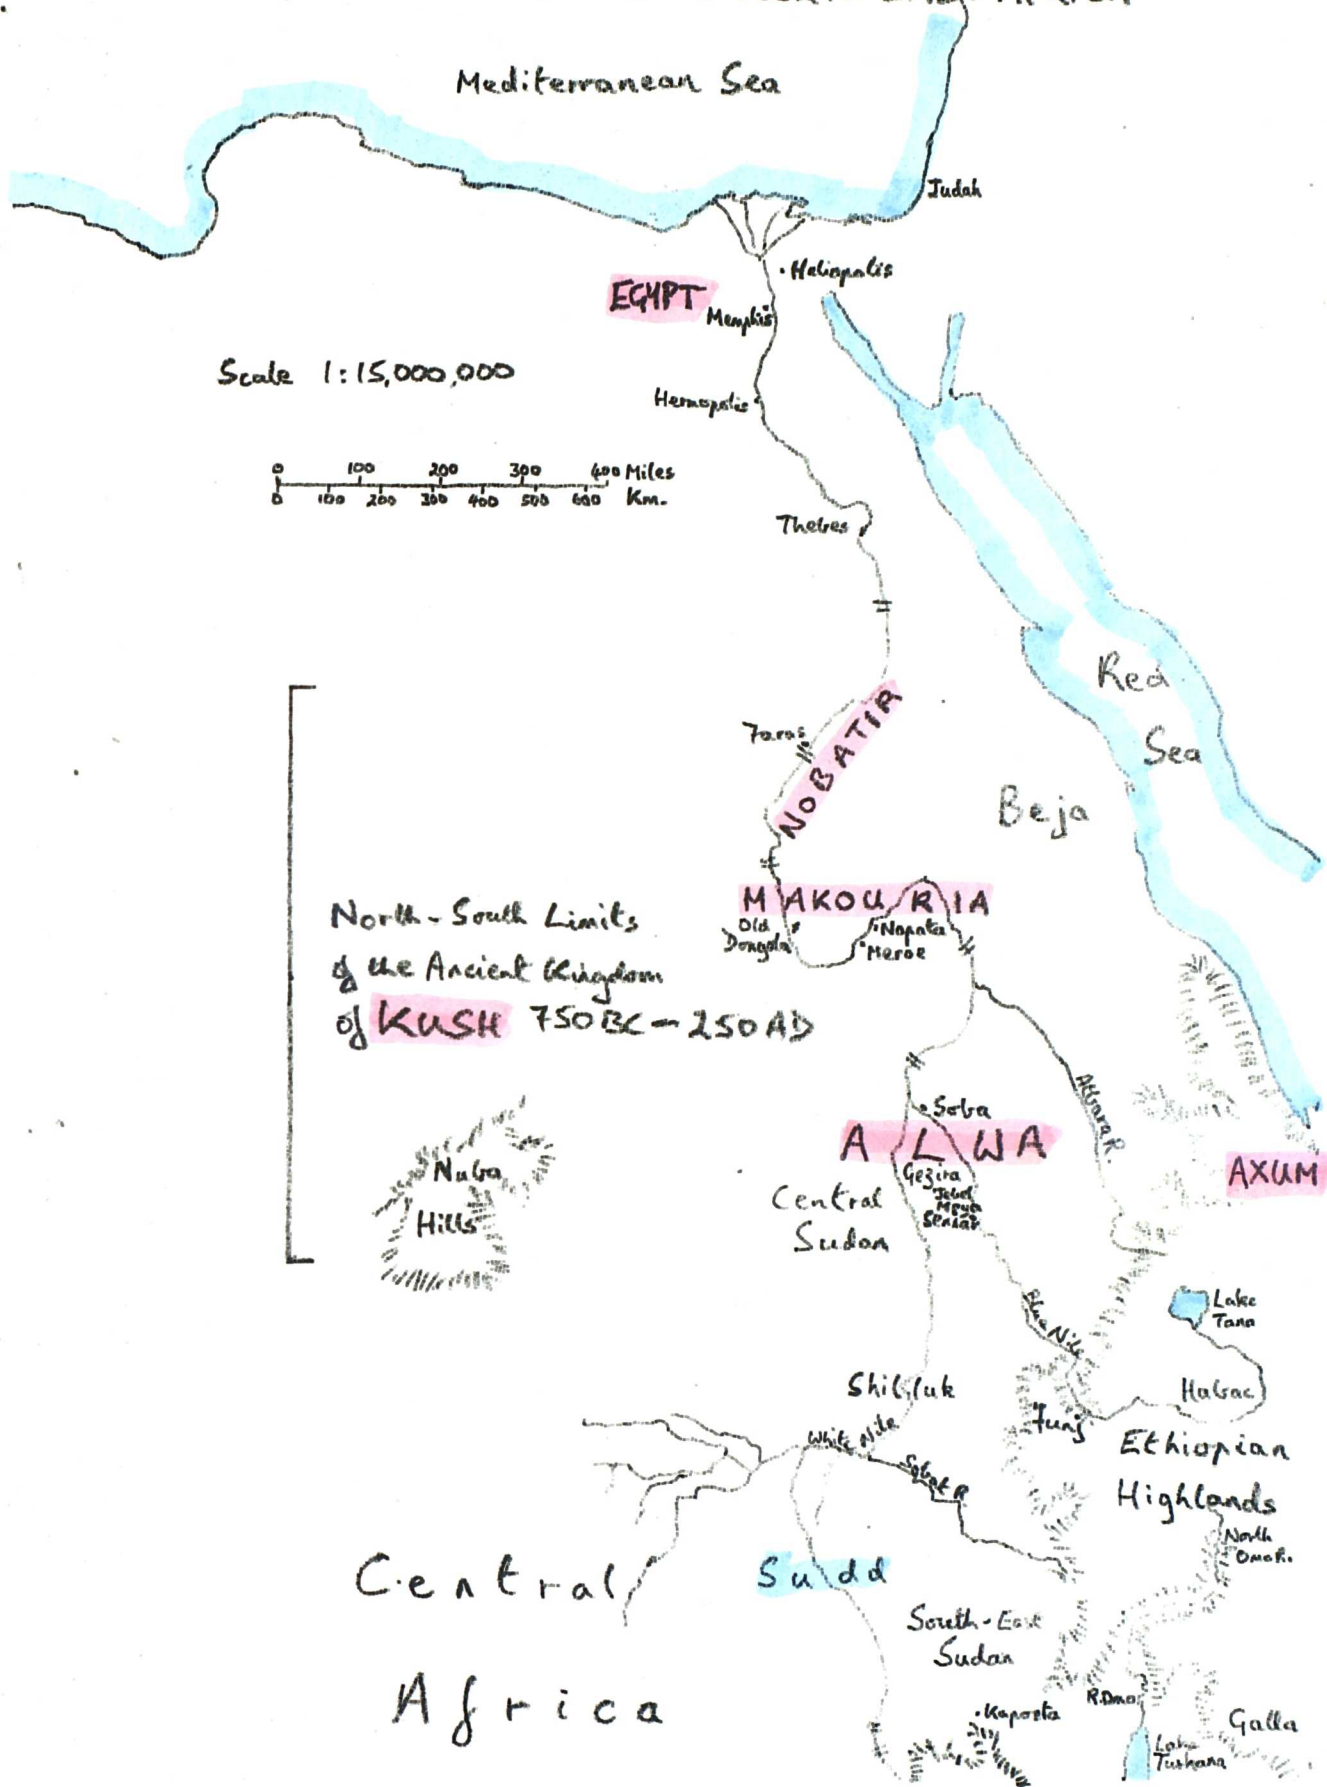 Mediterranean Sea
Judah
Heliopolis
EGYPT
Memphis
Scale 1:15,000,000
Hermopolis
0 100 200 300 400 Miles
0 100 200 300 400 500 600 Km.
Thebes
Red
Sea
Faras
NOBATIA
Beja
MAKOURIA
Old
Dongola
Napata
Meroe
North-South Limits
of the Ancient Kingdom
of KUSH 750 BC - 250 AD
Atbara R.
Soba
ALWA
AXUM
Nuba
Hills
Gezira
Jebel
Moya
Sennar
Central
Sudan
Blue Nile
Lake
Tana
Shilluk
Habac
Funj
White Nile
Sobat R.
Ethiopian
Highlands
North
Omo R.
Central
Africa
Sudd
South-East
Sudan
R. Omo
Kapoeta
Galla
Lake
Turkana